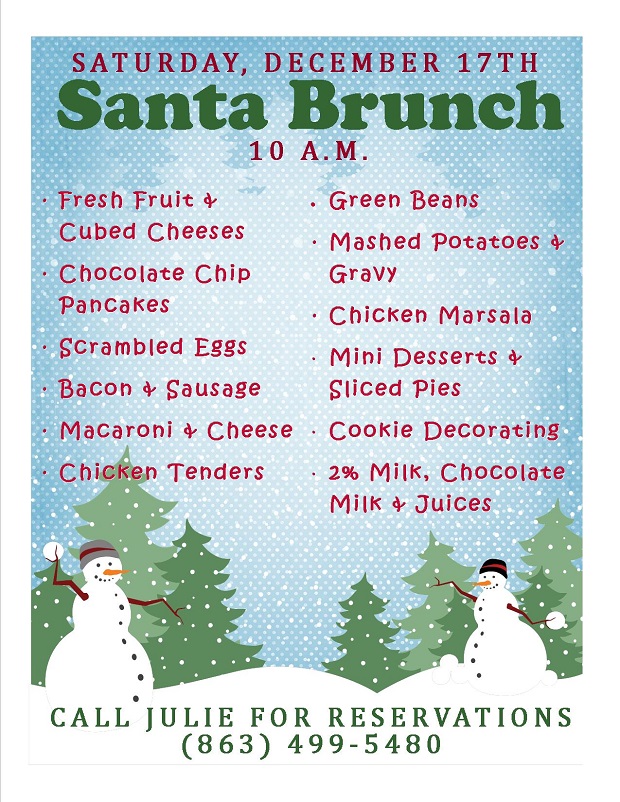 SATURDAY, DECEMBER 17TH
Santa Brunch
10 A.M.
· Fresh Fruit &
Cubed Cheeses
· Chocolate Chip
Pancakes
· Scrambled Eggs
· Bacon & Sausage
· Macaroni & Cheese
· Chicken Tenders
· Green Beans
· Mashed Potatoes &
Gravy
· Chicken Marsala
· Mini Desserts &
Sliced Pies
· Cookie Decorating
· 2% Milk, Chocolate
Milk & Juices
CALL JULIE FOR RESERVATIONS
(863) 499-5480